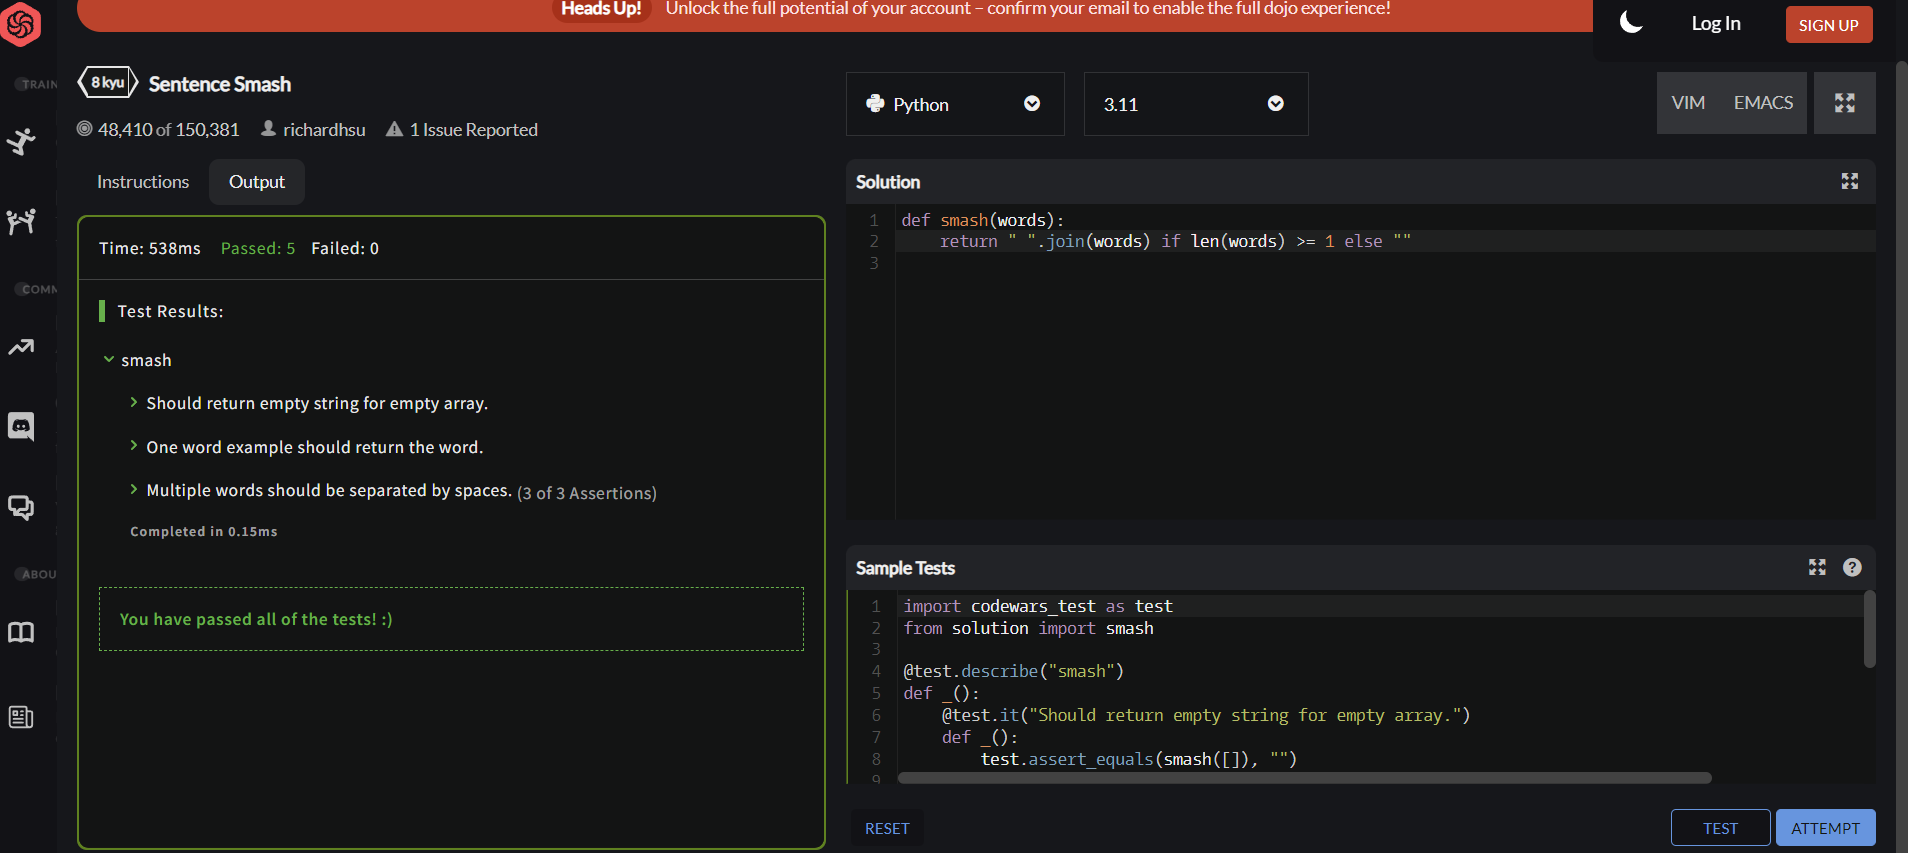 Heads Up! Unlock the full potential of your account – confirm your email to enable the full dojo experience!
Log In
SIGN UP
TRAIN
COMM
ABOU
8 kyu Sentence Smash
48,410 of 150,381 richardhsu 1 Issue Reported
Python
3.11
VIM EMACS
Instructions Output
Time: 538ms Passed: 5 Failed: 0
Test Results:
smash
Should return empty string for empty array.
One word example should return the word.
Multiple words should be separated by spaces. (3 of 3 Assertions)
Completed in 0.15ms
You have passed all of the tests! :)
Solution
1 def smash(words):
2     return " ".join(words) if len(words) >= 1 else ""
3
Sample Tests
?
1 import codewars_test as test
2 from solution import smash
3
4 @test.describe("smash")
5 def _():
6     @test.it("Should return empty string for empty array.")
7     def _():
8         test.assert_equals(smash([]), "")
9
RESET
TEST
ATTEMPT